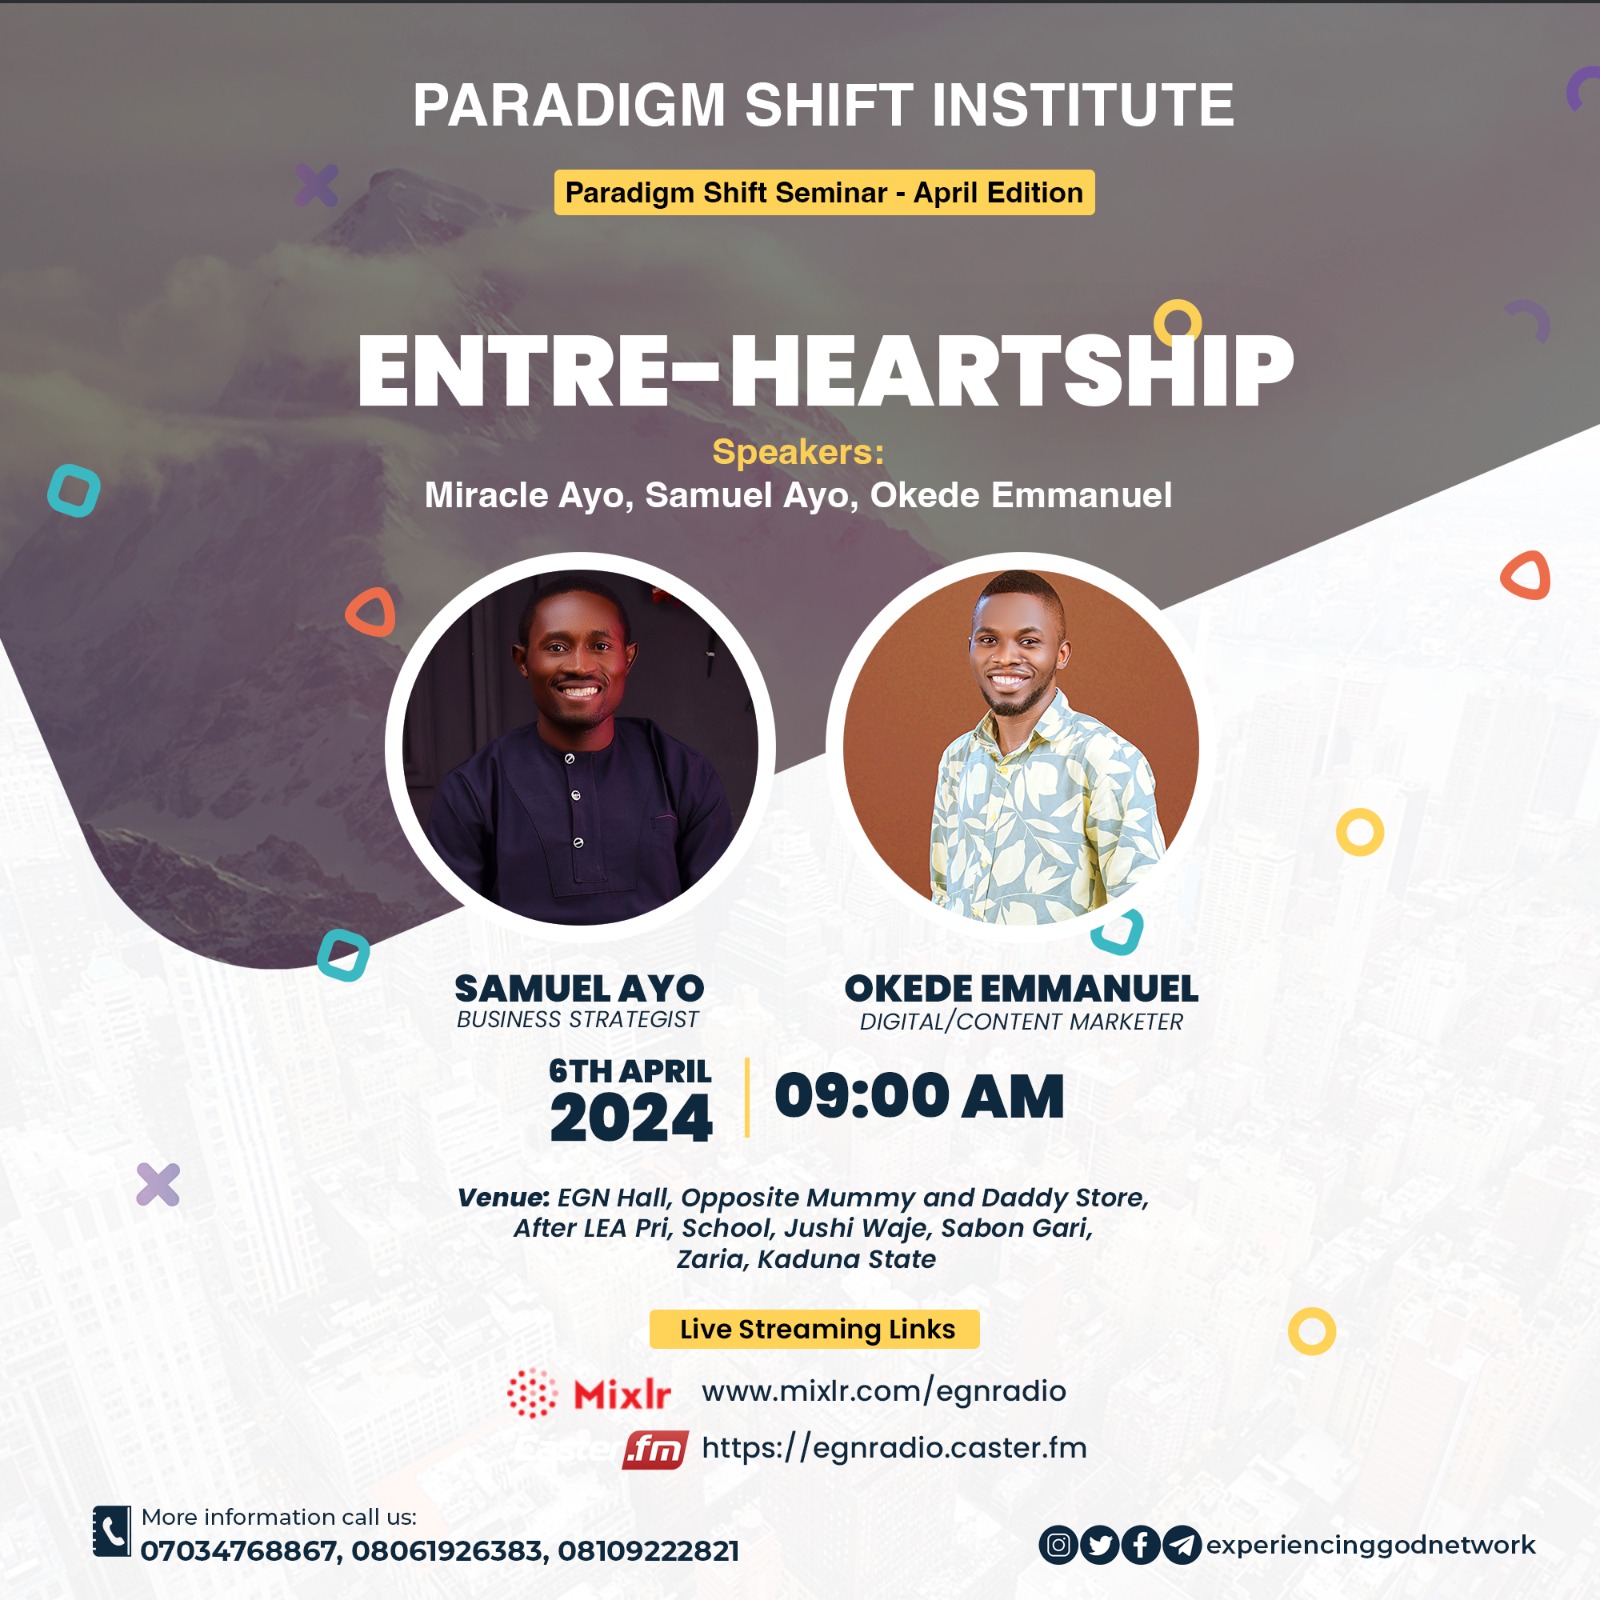 PARADIGM SHIFT INSTITUTE
Paradigm Shift Seminar - April Edition
ENTRE-HEARTSHIP
Speakers:
Miracle Ayo, Samuel Ayo, Okede Emmanuel
SAMUEL AYO
BUSINESS STRATEGIST
OKEDE EMMANUEL
DIGITAL/CONTENT MARKETER
6TH APRIL
2024
09:00 AM
Venue: EGN Hall, Opposite Mummy and Daddy Store,
After LEA Pri, School, Jushi Waje, Sabon Gari,
Zaria, Kaduna State
Live Streaming Links
Mixlr www.mixlr.com/egnradio
Caster.fm https://egnradio.caster.fm
More information call us:
07034768867, 08061926383, 08109222821
experiencinggodnetwork